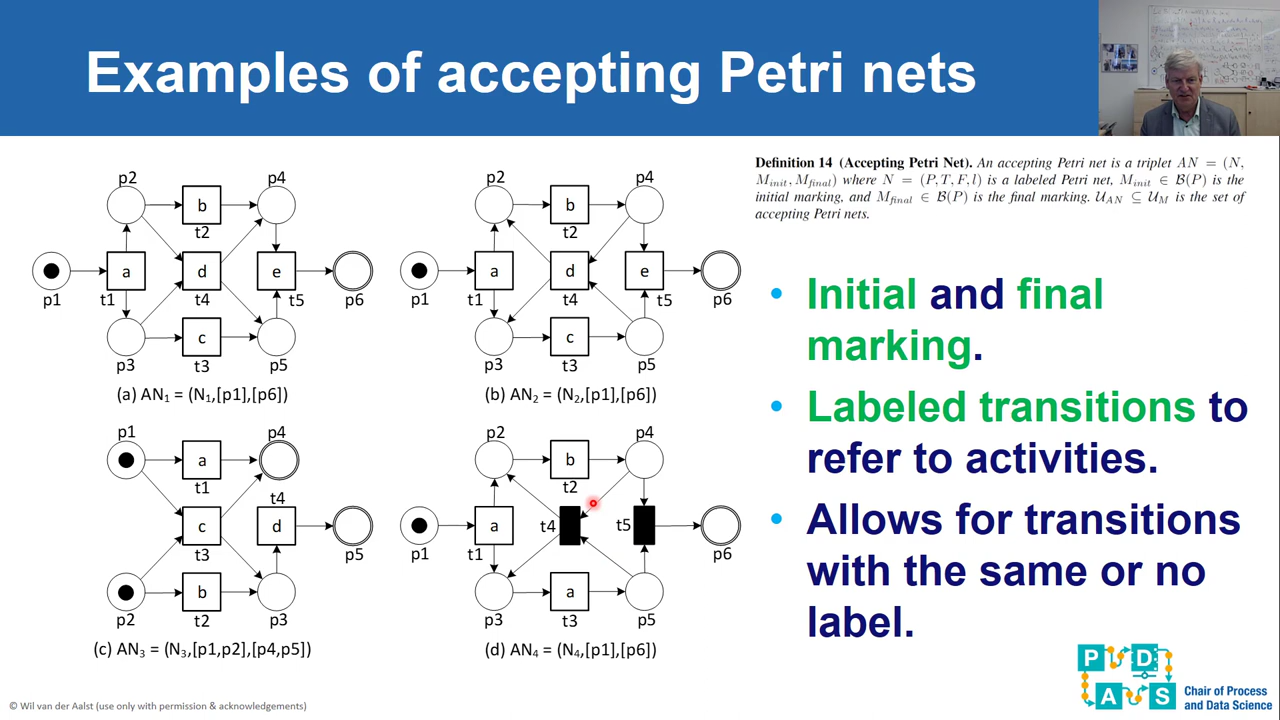 Examples of accepting Petri nets
Definition 14 (Accepting Petri Net). An accepting Petri net is a triplet AN = (N,
M_init, M_final) where N = (P, T, F, l) is a labeled Petri net, M_init ∈ B(P) is the
initial marking, and M_final ∈ B(P) is the final marking. U_AN ⊆ U_M is the set of
accepting Petri nets.
p2 p4
b
t2
a d e
p1 t1 t4 t5 p6
c
p3 t3 p5
(a) AN₁ = (N₁,[p1],[p6])
p2 p4
b
t2
a d e
p1 t1 t4 t5 p6
c
p3 t3 p5
(b) AN₂ = (N₂,[p1],[p6])
p1 p4
a
t1 t4
c d
t3 p5
b
p2 t2 p3
(c) AN₃ = (N₃,[p1,p2],[p4,p5])
p2 p4
b
t2
a t4 t5
p1 t1 p6
a
p3 t3 p5
(d) AN₄ = (N₄,[p1],[p6])
• Initial and final
marking.
• Labeled transitions to
refer to activities.
• Allows for transitions
with the same or no
label.
P D
A S
Chair of Process
and Data Science
© Wil van der Aalst (use only with permission & acknowledgements)